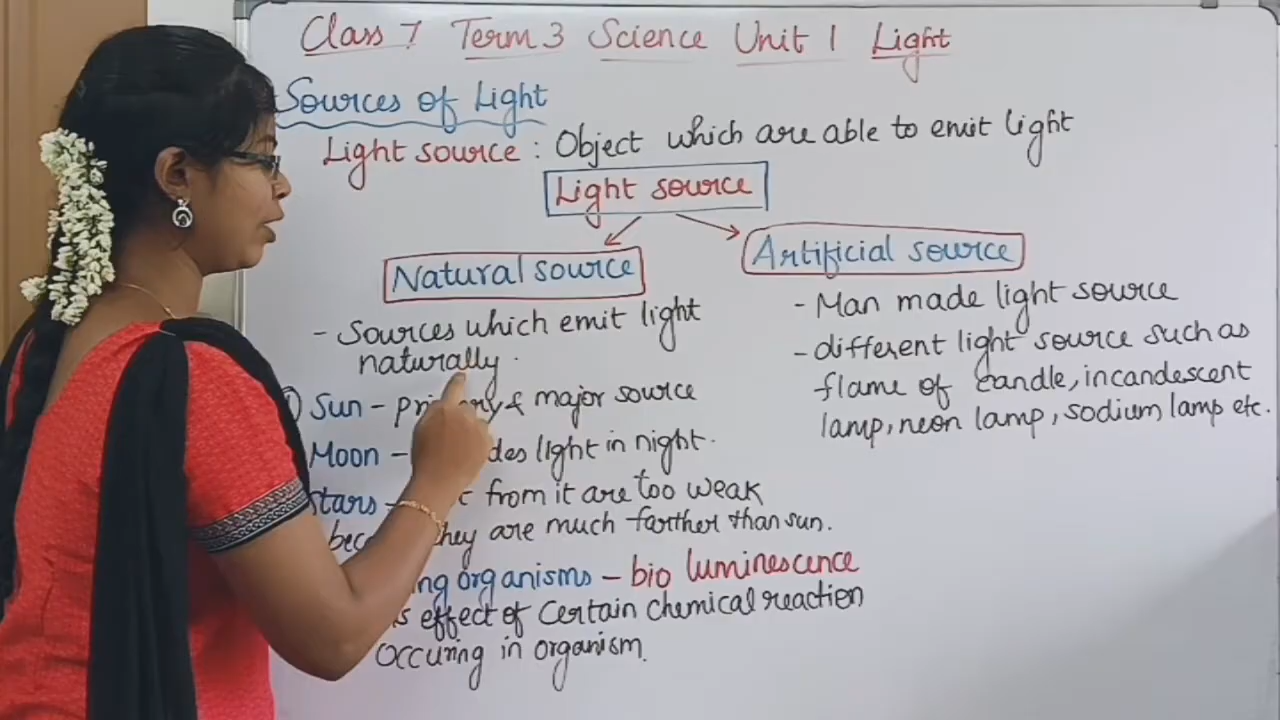 Class 7 Term 3 Science Unit 1 Light
Sources of Light
Light source : Object which are able to emit light
Light source
Natural source
- Sources which emit light
naturally.
Sun - & major source
Moon - light in night.
- from it are too weak
they are much farther than sun.
organisms - bio luminescence
effect of certain chemical reaction
Occuring in organism.
Artificial source
- Man made light source
- different light source such as
flame of candle, incandescent
lamp, neon lamp, sodium lamp etc.